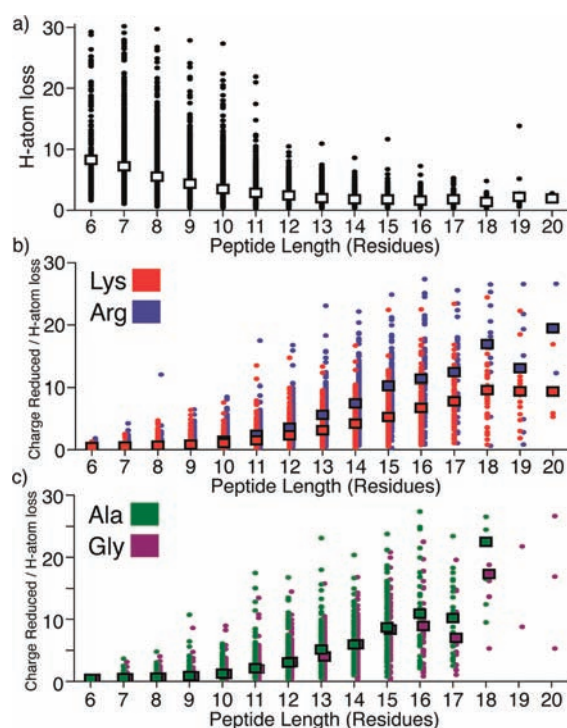 a)
H-atom loss
30
20
10
0
6 7 8 9 10 11 12 13 14 15 16 17 18 19 20
Peptide Length (Residues)
b)
Charge Reduced / H-atom loss
30
20
10
0
Lys
Arg
6 7 8 9 10 11 12 13 14 15 16 17 18 19 20
Peptide Length (Residues)
c)
Charge Reduced / H-atom loss
30
20
10
0
Ala
Gly
6 7 8 9 10 11 12 13 14 15 16 17 18 19 20
Peptide Length (Residues)